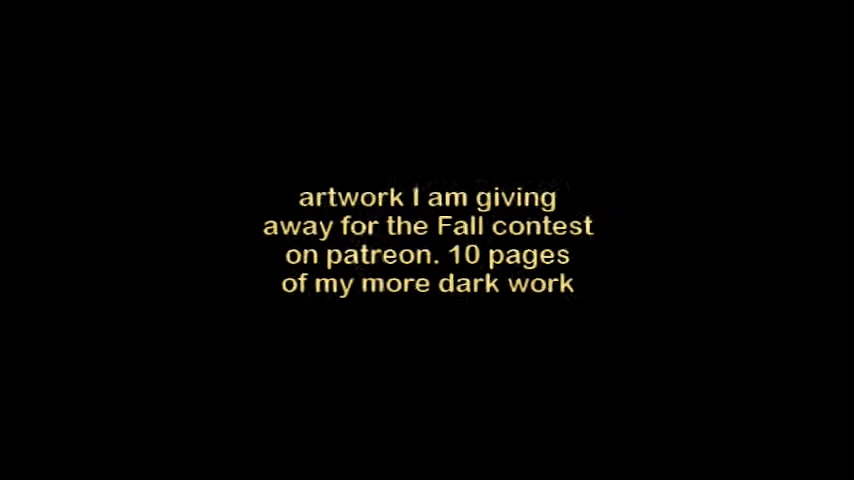 artwork I am giving
away for the Fall contest
on patreon. 10 pages
of my more dark work